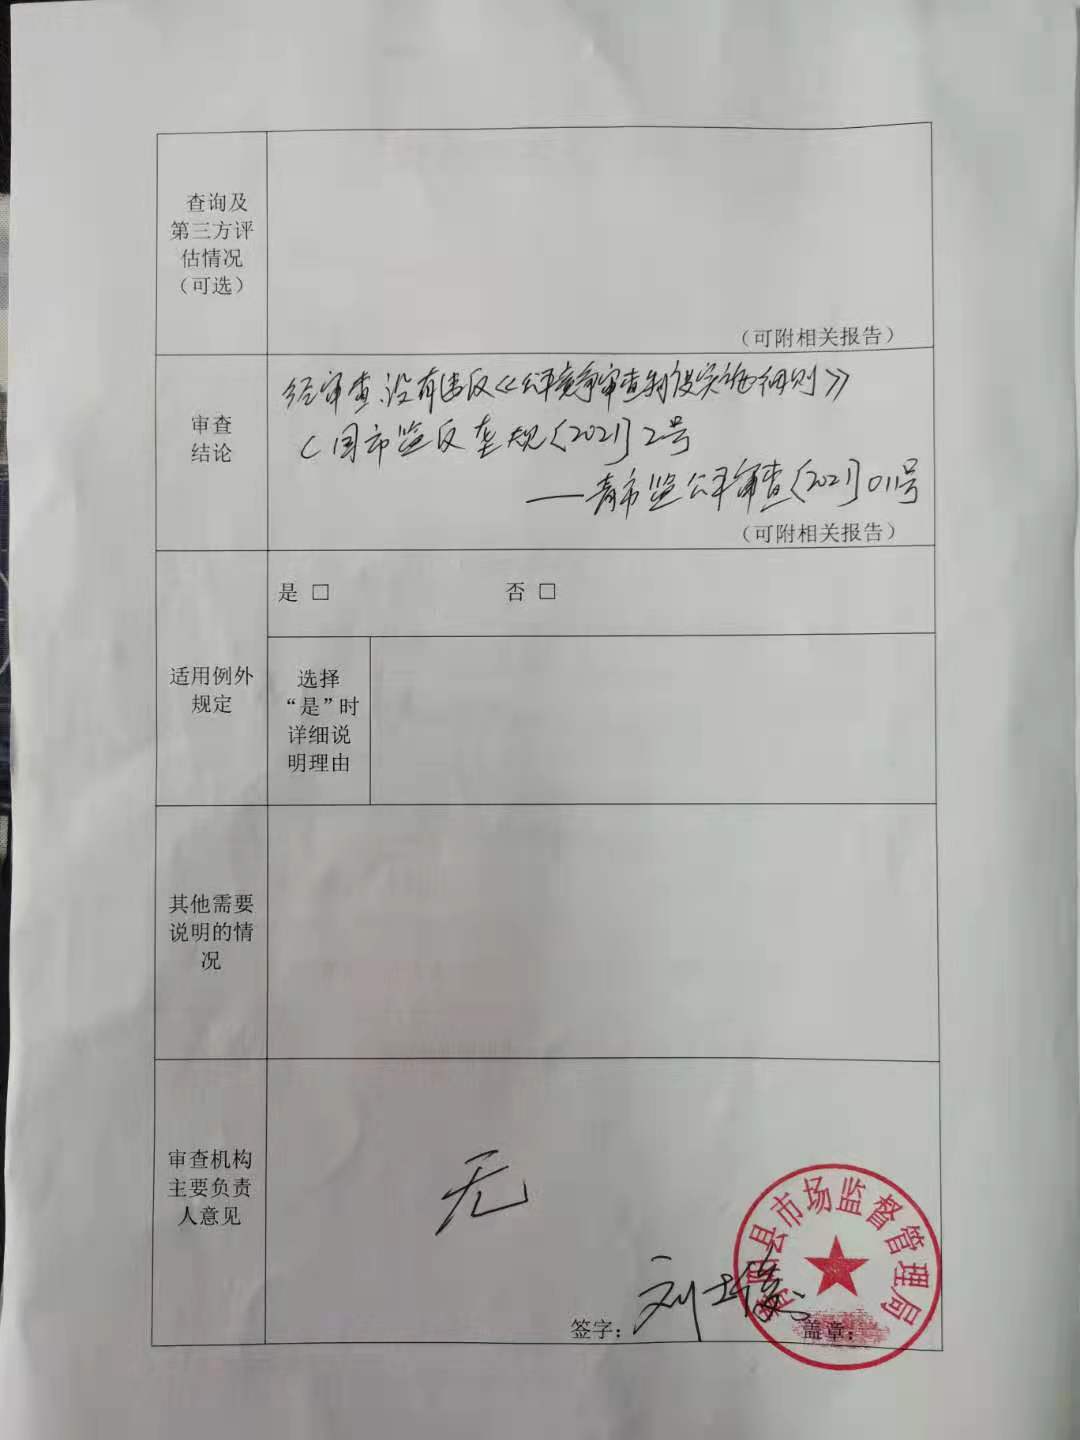 查询及
第三方评
估情况
（可选）
（可附相关报告）
审查
结论
经审查、没有违反《公平竞争审查制度实施细则》
（国市监反垄规〔2021〕2号
——青市监公平审查〔2021〕011号
（可附相关报告）
适用例外
规定
是 □ 否 □
选择
“是”时
详细说
明理由
其他需要
说明的情
况
审查机构
主要负责
人意见
无
签字：刘士
盖章：
县市场监督管理局